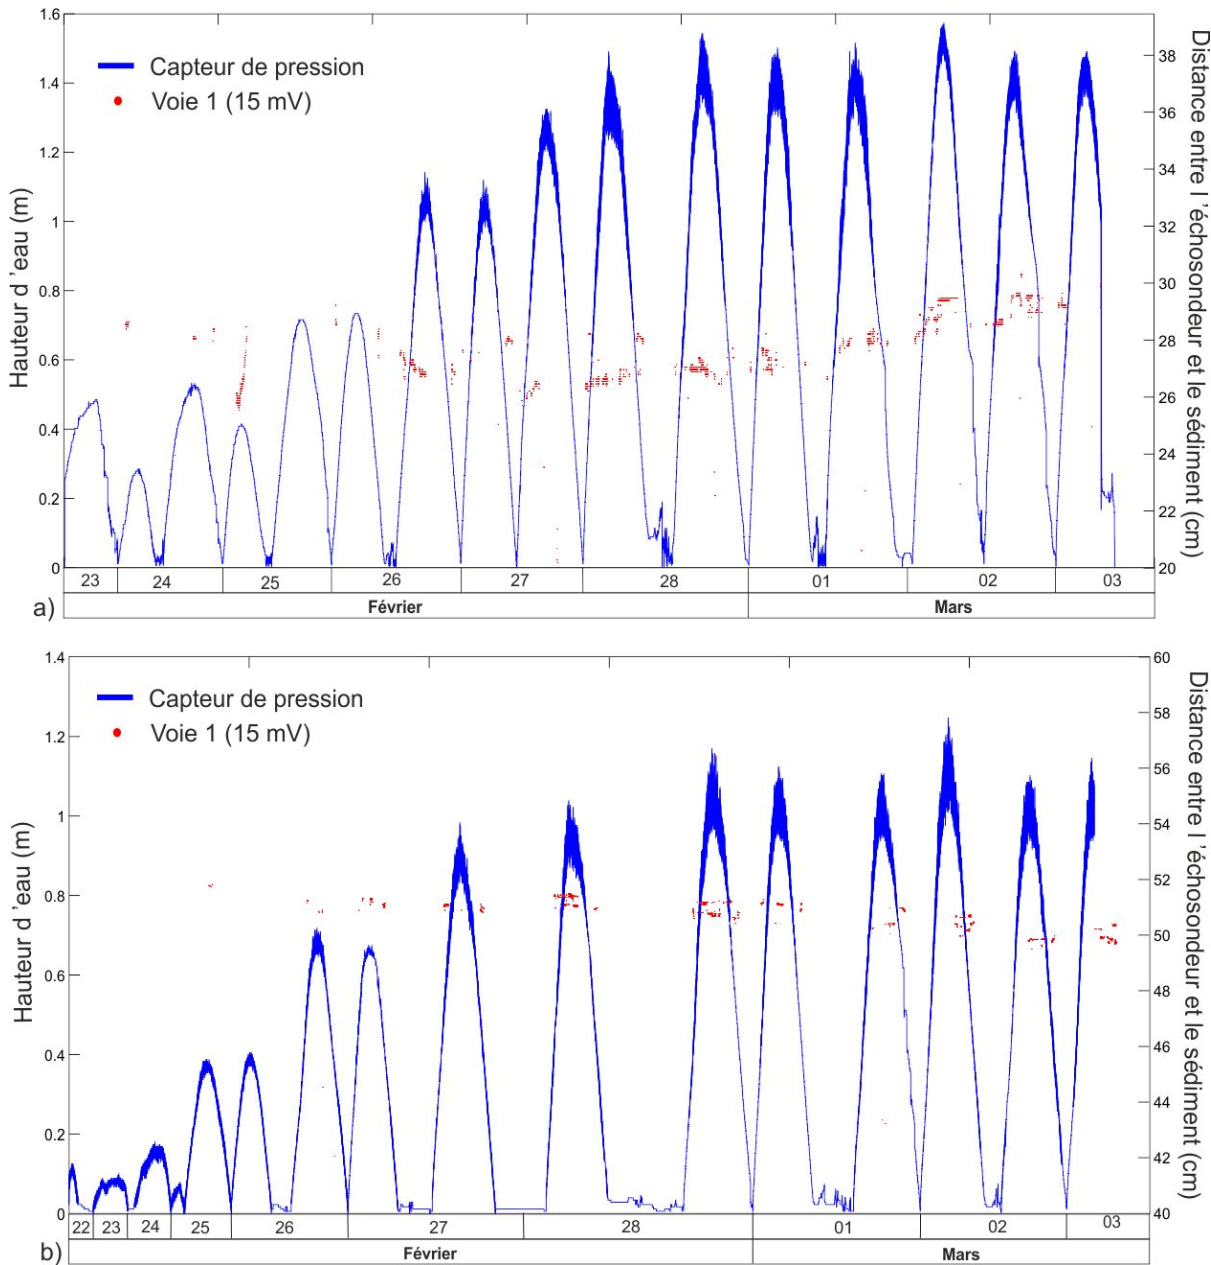 1.6
1.4
1.2
1
0.8
0.6
0.4
0.2
0
Hauteur d 'eau (m)
Capteur de pression
Voie 1 (15 mV)
38
36
34
32
30
28
26
24
22
20
Distance entre l 'échosondeur et le sédiment (cm)
23 24 25 26 27 28 01 02 03
Février Mars
a)
1.4
1.2
1
0.8
0.6
0.4
0.2
0
Hauteur d 'eau (m)
Capteur de pression
Voie 1 (15 mV)
60
58
56
54
52
50
48
46
44
42
40
Distance entre l 'échosondeur et le sédiment (cm)
22 23 24 25 26 27 28 01 02 03
Février Mars
b)